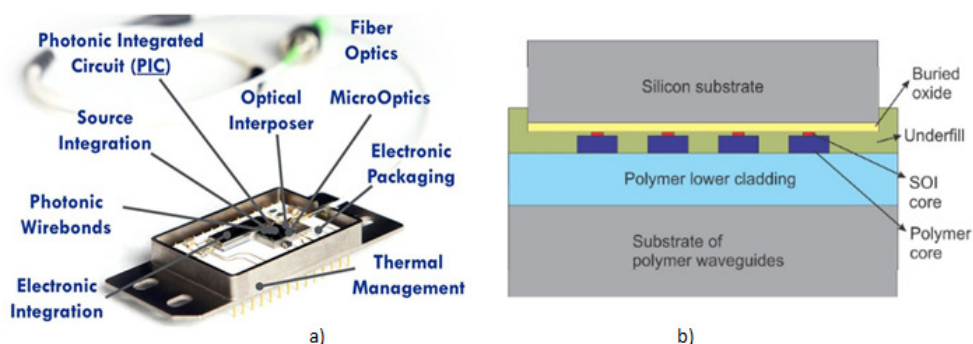 Photonic Integrated
Circuit (PIC)
Fiber
Optics
Source
Integration
Optical
Interposer
MicroOptics
Electronic
Packaging
Photonic
Wirebonds
Electronic
Integration
Thermal
Management
a)
Silicon substrate
Buried
oxide
Underfill
Polymer lower cladding
SOI
core
Substrate of
polymer waveguides
Polymer
core
b)